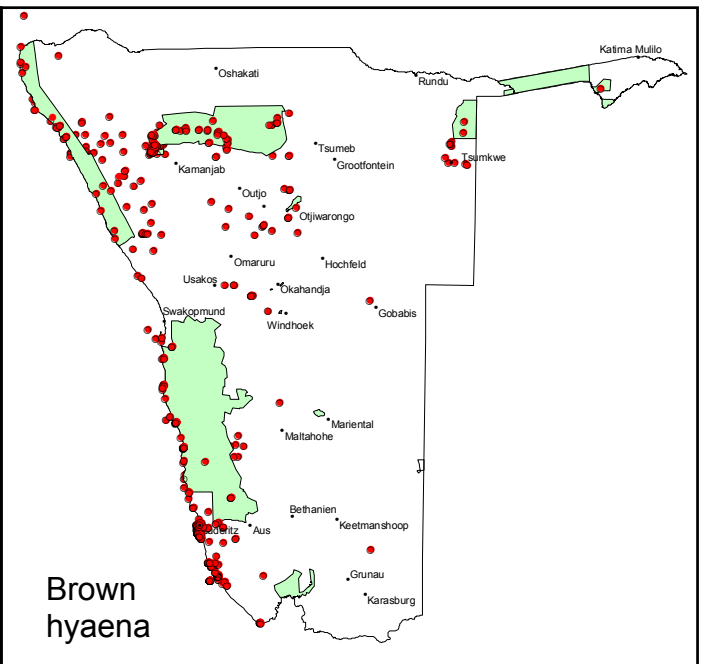 Katima Mulilo
Oshakati
Rundu
Tsumeb
Grootfontein
Tsumkwe
Kamanjab
Outjo
Otjiwarongo
Omaruru
Hochfeld
Usakos
Okahandja
Swakopmund
Gobabis
Windhoek
Mariental
Maltahohe
Bethanien
Keetmanshoop
Aus
Grunau
Karasburg
Brown
hyaena